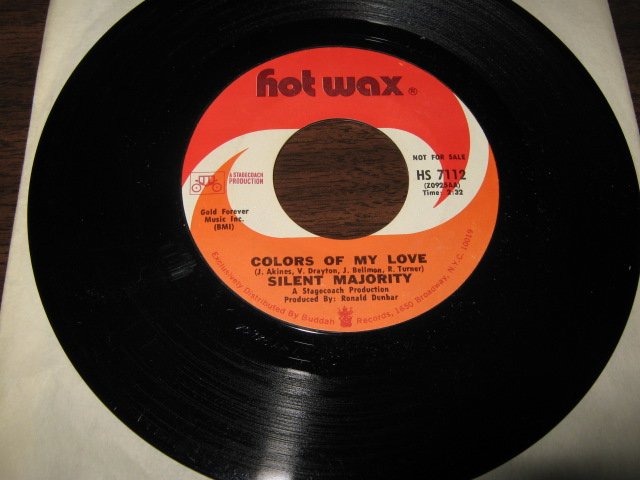 hot wax ®
NOT FOR SALE
HS 7112
(Z0925AA)
Time: 2:32
A STAGECOACH
PRODUCTION
Gold Forever
Music Inc.
(BMI)
COLORS OF MY LOVE
(J. Akines, V. Drayton, J. Bellmon, R. Turner)
SILENT MAJORITY
A Stagecoach Production
Produced By: Ronald Dunbar
Exclusively Distributed By Buddah Records, 1650 Broadway, N.Y.C. 10019